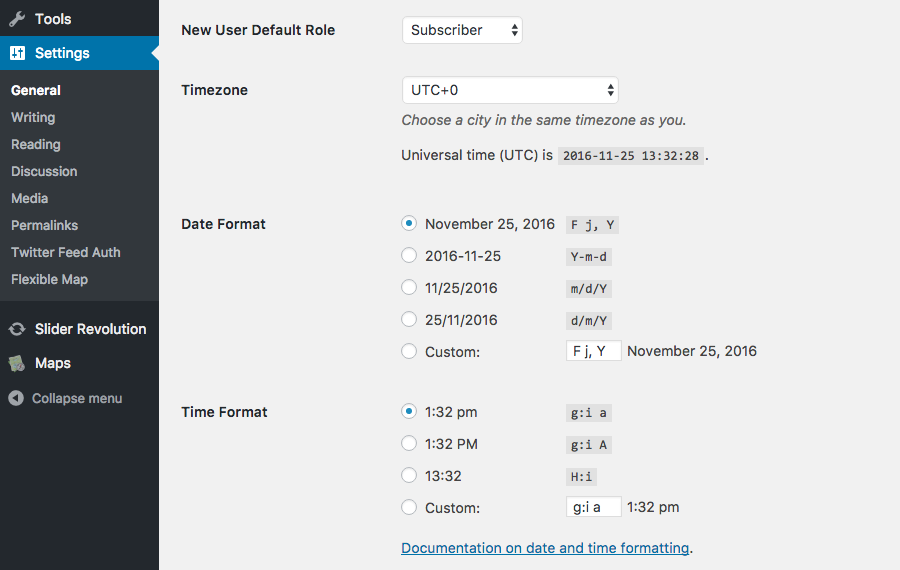 Tools
Settings
General
Writing
Reading
Discussion
Media
Permalinks
Twitter Feed Auth
Flexible Map
Slider Revolution
Maps
Collapse menu
New User Default Role Subscriber
Timezone UTC+0
Choose a city in the same timezone as you.
Universal time (UTC) is 2016-11-25 13:32:28 .
Date Format November 25, 2016 F j, Y
2016-11-25 Y-m-d
11/25/2016 m/d/Y
25/11/2016 d/m/Y
Custom: F j, Y November 25, 2016
Time Format 1:32 pm g:i a
1:32 PM g:i A
13:32 H:i
Custom: g:i a 1:32 pm
Documentation on date and time formatting.